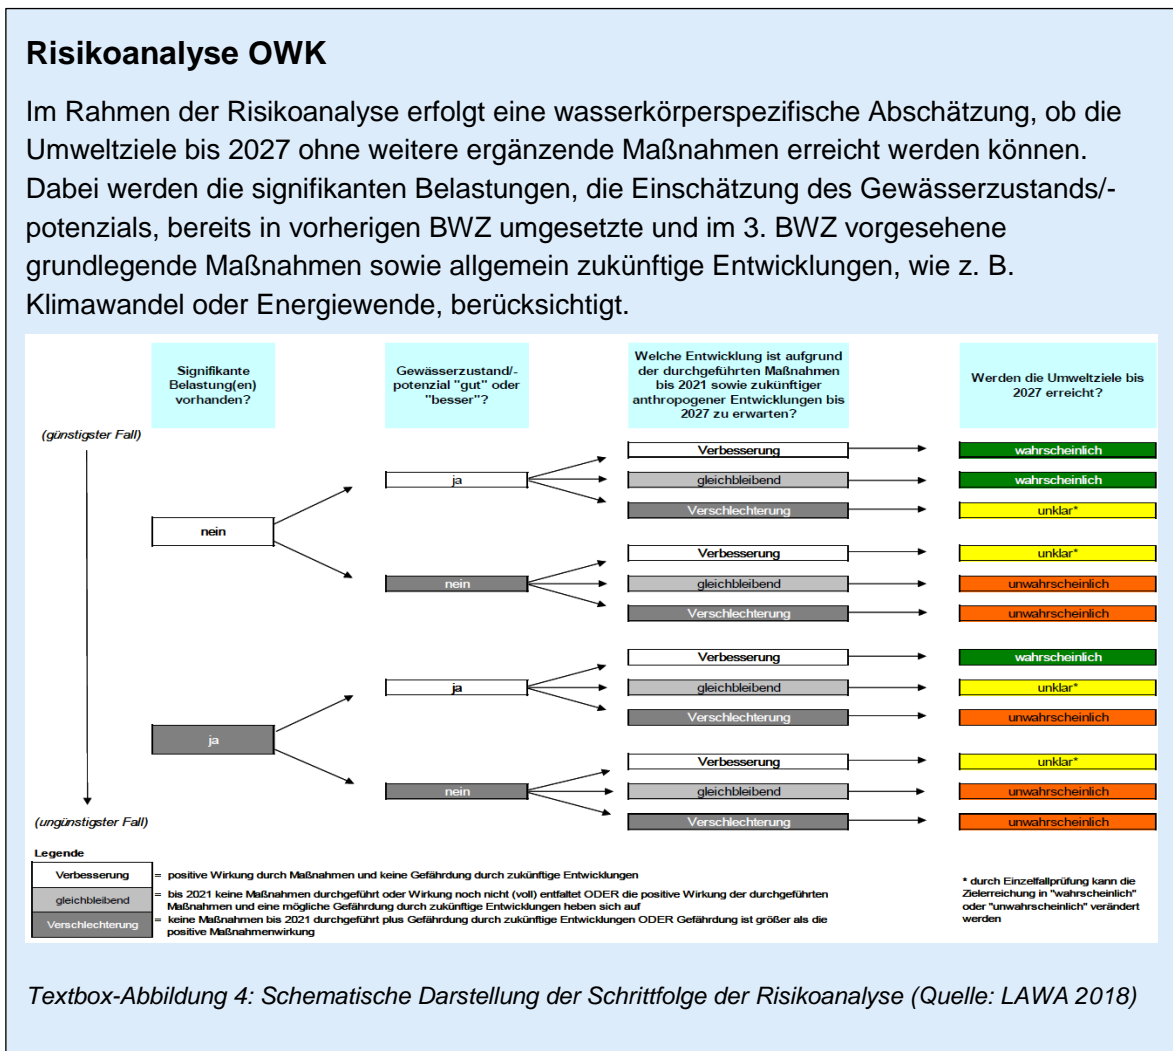 Risikoanalyse OWK
Im Rahmen der Risikoanalyse erfolgt eine wasserkörperspezifische Abschätzung, ob die
Umweltziele bis 2027 ohne weitere ergänzende Maßnahmen erreicht werden können.
Dabei werden die signifikanten Belastungen, die Einschätzung des Gewässerzustands/-
potenzials, bereits in vorherigen BWZ umgesetzte und im 3. BWZ vorgesehene
grundlegende Maßnahmen sowie allgemein zukünftige Entwicklungen, wie z. B.
Klimawandel oder Energiewende, berücksichtigt.
Signifikante
Belastung(en)
vorhanden?
Gewässerzustand/-
potenzial "gut" oder
"besser"?
Welche Entwicklung ist aufgrund
der durchgeführten Maßnahmen
bis 2021 sowie zukünftiger
anthropogener Entwicklungen bis
2027 zu erwarten?
Werden die Umweltziele bis
2027 erreicht?
(günstigster Fall)
nein
ja
Verbesserung
wahrscheinlich
gleichbleibend
wahrscheinlich
Verschlechterung
unklar*
nein
Verbesserung
unklar*
gleichbleibend
unwahrscheinlich
Verschlechterung
unwahrscheinlich
ja
ja
Verbesserung
wahrscheinlich
gleichbleibend
unklar*
Verschlechterung
unwahrscheinlich
nein
Verbesserung
unklar*
gleichbleibend
unwahrscheinlich
Verschlechterung
unwahrscheinlich
(ungünstigster Fall)
Legende
Verbesserung = positive Wirkung durch Maßnahmen und keine Gefährdung durch zukünftige Entwicklungen
gleichbleibend = bis 2021 keine Maßnahmen durchgeführt oder Wirkung noch nicht (voll) entfaltet ODER die positive Wirkung der durchgeführten
Maßnahmen und eine mögliche Gefährdung durch zukünftige Entwicklungen heben sich auf
Verschlechterung = keine Maßnahmen bis 2021 durchgeführt plus Gefährdung durch zukünftige Entwicklungen ODER Gefährdung ist größer als die
positive Maßnahmenwirkung
* durch Einzelfallprüfung kann die
Zielerreichung in "wahrscheinlich"
oder "unwahrscheinlich" verändert
werden
Textbox-Abbildung 4: Schematische Darstellung der Schrittfolge der Risikoanalyse (Quelle: LAWA 2018)